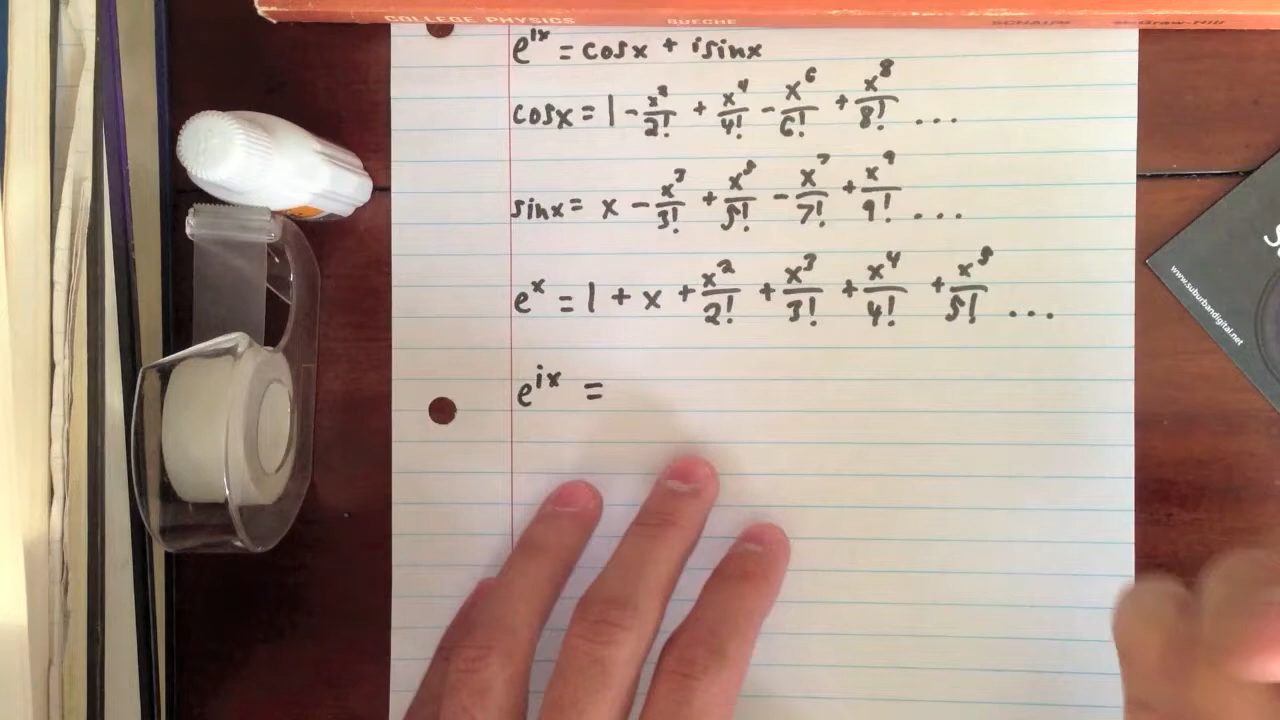 COLLEGE PHYSICS BUECHE SCHAUM McGraw-Hill
e^{ix} = cosx + isinx
cosx = 1 - x²/2! + x⁴/4! - x⁶/6! + x⁸/8! ...
sinx = x - x³/3! + x⁵/5! - x⁷/7! + x⁹/9! ...
e^x = 1 + x + x²/2! + x³/3! + x⁴/4! + x⁵/5! ...
e^{ix} =
www.suburbandigital.net